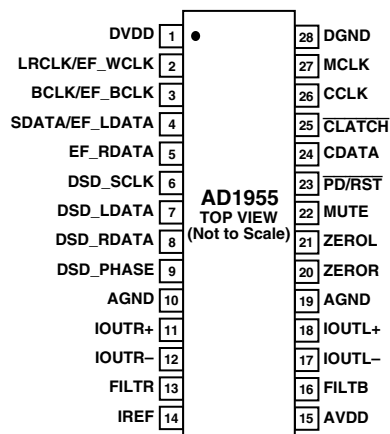 DVDD 1 28 DGND
LRCLK/EF_WCLK 2 27 MCLK
BCLK/EF_BCLK 3 26 CCLK
SDATA/EF_LDATA 4 25 CLATCH
EF_RDATA 5 24 CDATA
DSD_SCLK 6 23 PD/RST
DSD_LDATA 7 22 MUTE
DSD_RDATA 8 21 ZEROL
DSD_PHASE 9 20 ZEROR
AGND 10 19 AGND
IOUTR+ 11 18 IOUTL+
IOUTR– 12 17 IOUTL–
FILTR 13 16 FILTB
IREF 14 15 AVDD
AD1955
TOP VIEW
(Not to Scale)